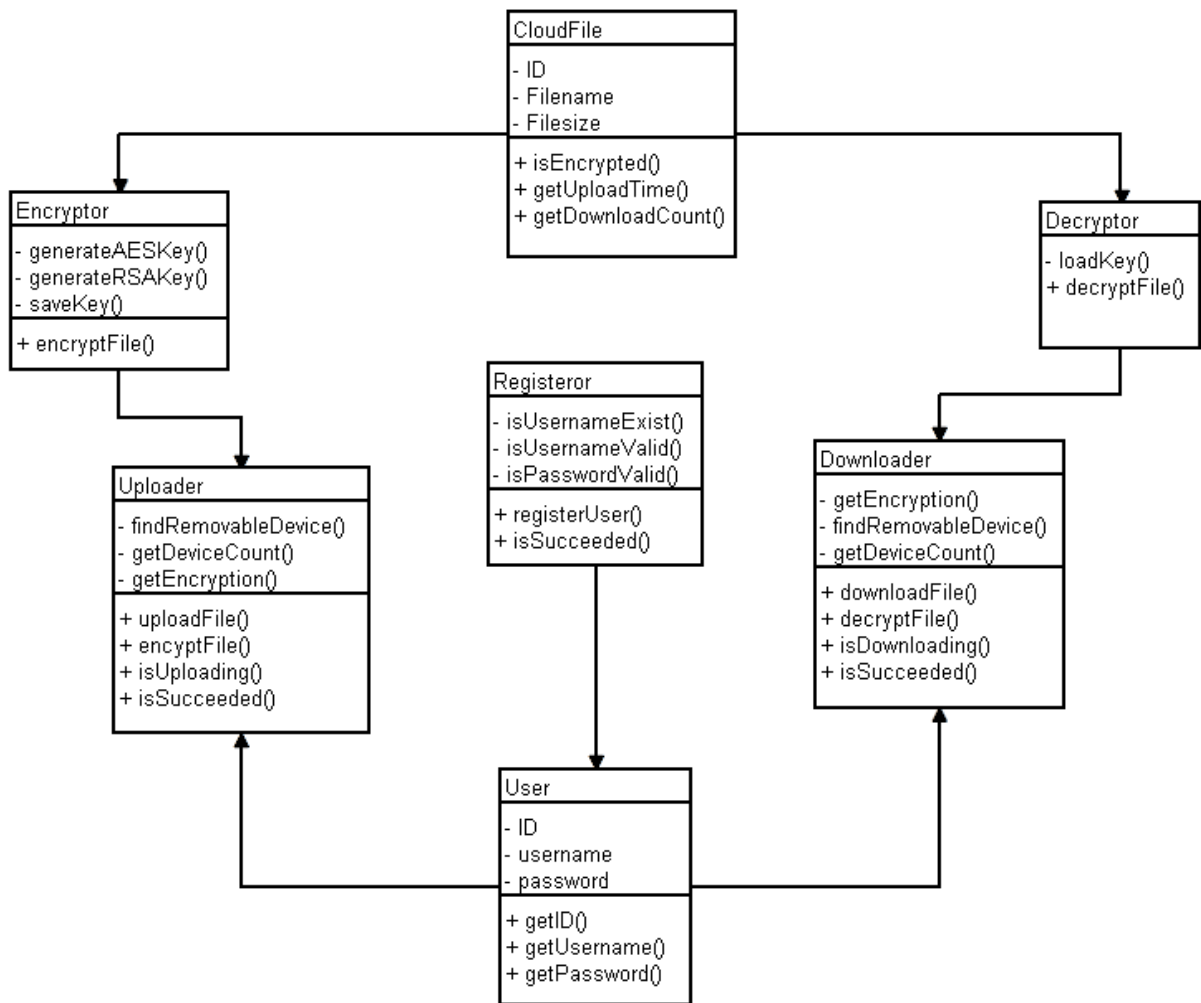 CloudFile
- ID
- Filename
- Filesize
+ isEncrypted()
+ getUploadTime()
+ getDownloadCount()
Encryptor
- generateAESKey()
- generateRSAKey()
- saveKey()
+ encryptFile()
Decryptor
- loadKey()
+ decryptFile()
Registeror
- isUsernameExist()
- isUsernameValid()
- isPasswordValid()
+ registerUser()
+ isSucceeded()
Uploader
- findRemovableDevice()
- getDeviceCount()
- getEncryption()
+ uploadFile()
+ encyptFile()
+ isUploading()
+ isSucceeded()
Downloader
- getEncryption()
- findRemovableDevice()
- getDeviceCount()
+ downloadFile()
+ decryptFile()
+ isDownloading()
+ isSucceeded()
User
- ID
- username
- password
+ getID()
+ getUsername()
+ getPassword()